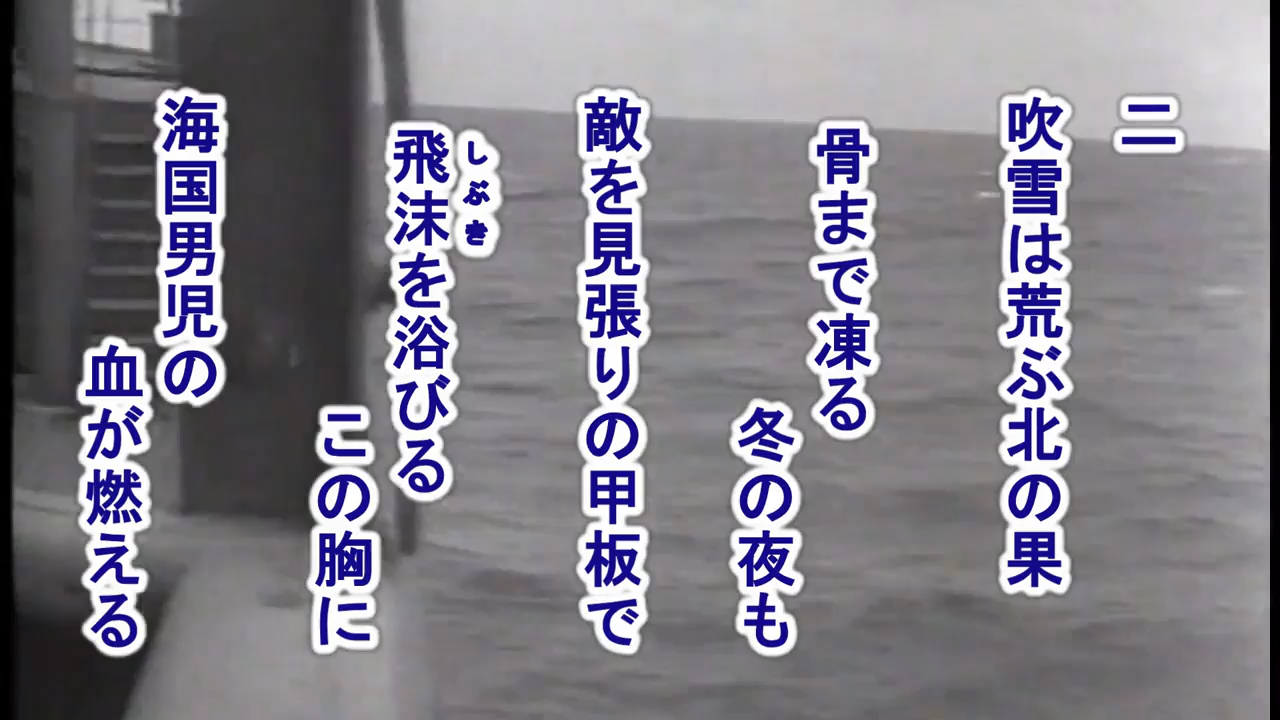 二
吹雪は荒ぶ北の果
骨まで凍る
冬の夜も
敵を見張りの甲板で
しぶき
飛沫を浴びる
この胸に
海国男児の
血が燃える